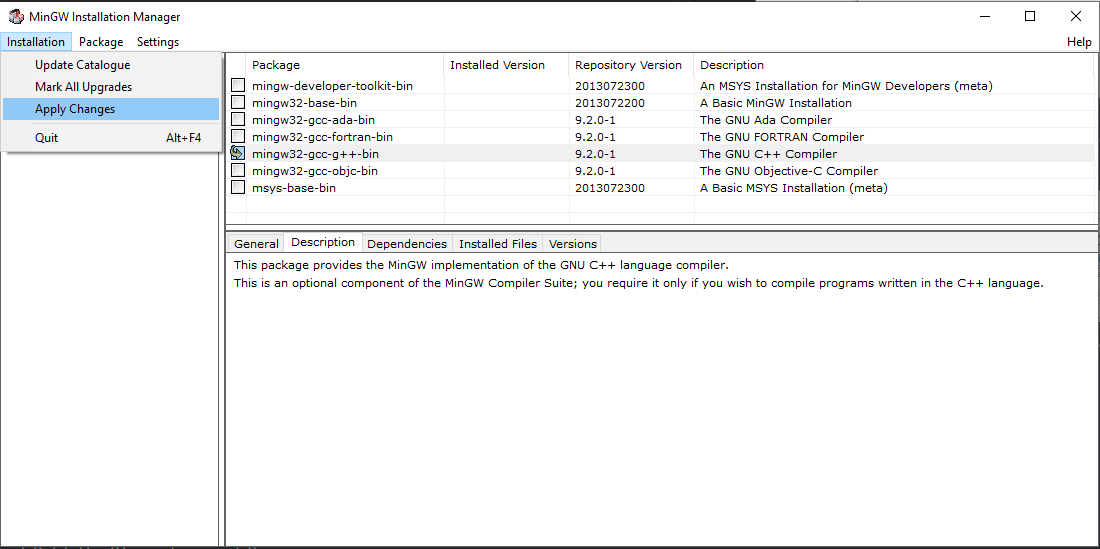 MinGW Installation Manager
Installation Package Settings Help
Update Catalogue
Mark All Upgrades
Apply Changes
Quit Alt+F4
Package Installed Version Repository Version Description
mingw-developer-toolkit-bin 2013072300 An MSYS Installation for MinGW Developers (meta)
mingw32-base-bin 2013072200 A Basic MinGW Installation
mingw32-gcc-ada-bin 9.2.0-1 The GNU Ada Compiler
mingw32-gcc-fortran-bin 9.2.0-1 The GNU FORTRAN Compiler
mingw32-gcc-g++-bin 9.2.0-1 The GNU C++ Compiler
mingw32-gcc-objc-bin 9.2.0-1 The GNU Objective-C Compiler
msys-base-bin 2013072300 A Basic MSYS Installation (meta)
General Description Dependencies Installed Files Versions
This package provides the MinGW implementation of the GNU C++ language compiler.
This is an optional component of the MinGW Compiler Suite; you require it only if you wish to compile programs written in the C++ language.